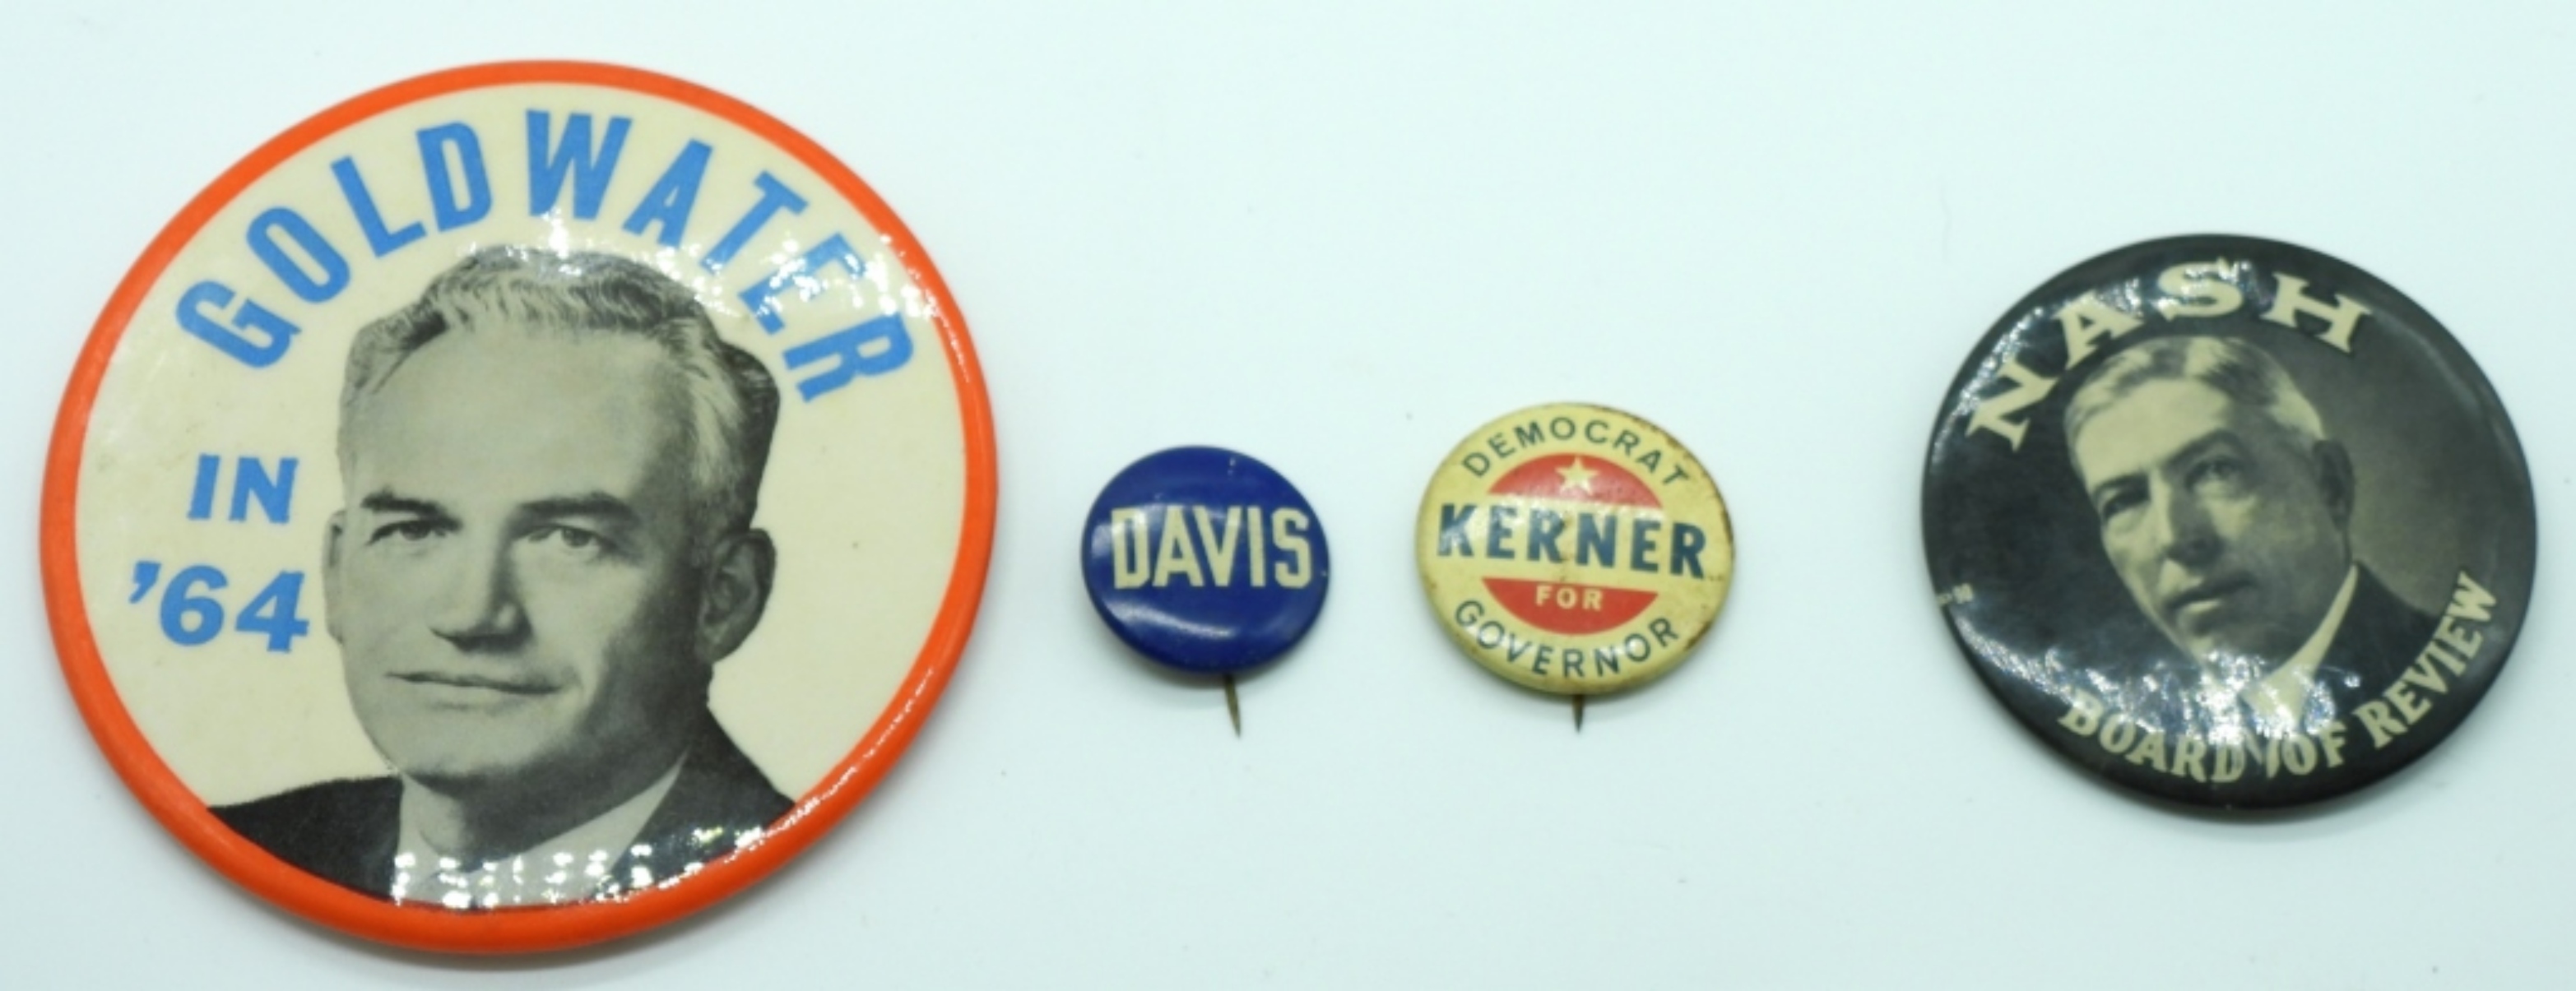 GOLDWATER
IN
'64
DAVIS
DEMOCRAT
KERNER
FOR
GOVERNOR
NASH
BOARD OF REVIEW